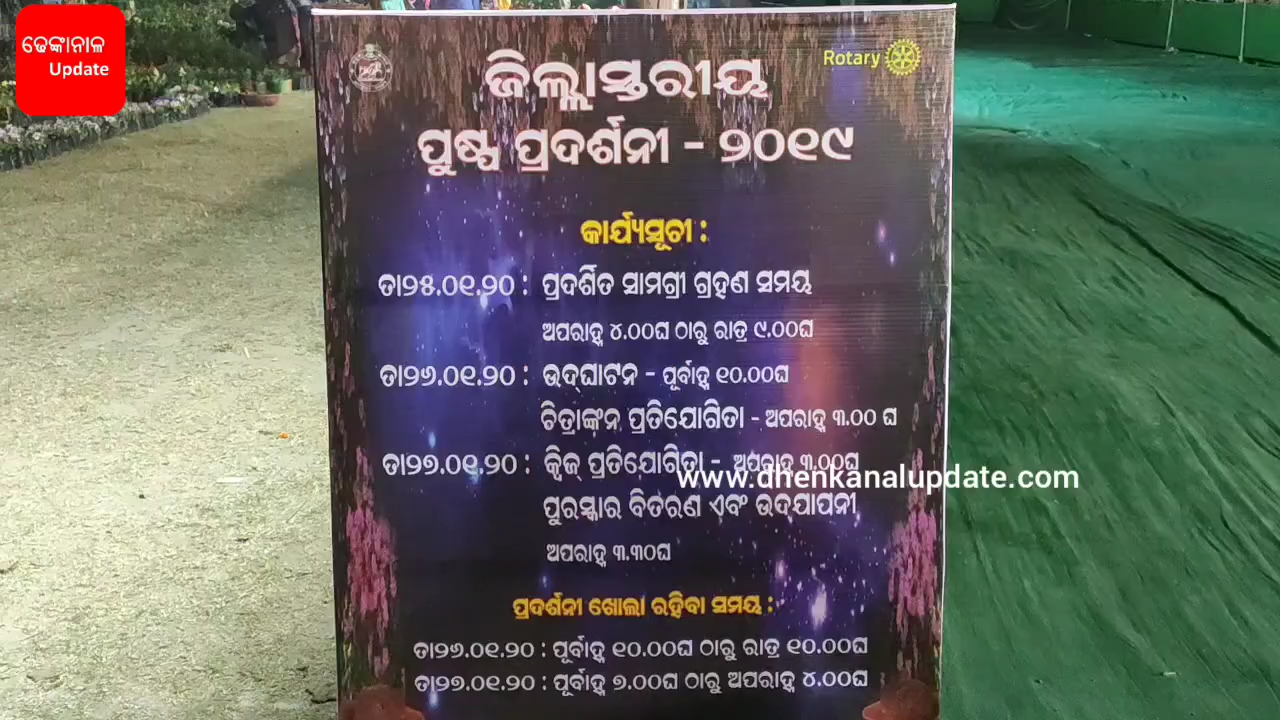 ଢେଙ୍କାନାଳ
Update
Rotary
ଜିଲ୍ଲାସ୍ତରୀୟ
ପୁଷ୍ପ ପ୍ରଦର୍ଶନୀ - ୨୦୧୯
କାର୍ଯ୍ୟସୂଚୀ :
ତା୨୫.୦୧.୨୦ : ପ୍ରଦର୍ଶିତ ସାମଗ୍ରୀ ଗ୍ରହଣ ସମୟ
ଅପରାହ୍ନ ୪.୦୦ଘ ଠାରୁ ରାତ୍ର ୯.୦୦ଘ
ତା୨୬.୦୧.୨୦ : ଉଦ୍‌ଘାଟନ - ପୂର୍ବାହ୍ନ ୧୦.୦୦ଘ
ଚିତ୍ରାଙ୍କନ ପ୍ରତିଯୋଗିତା - ଅପରାହ୍ନ ୩.୦୦ ଘ
ତା୨୭.୦୧.୨୦ : କ୍ୱିଜ୍ ପ୍ରତିଯୋଗିତା - ଅପରାହ୍ନ ୩.୦୦ଘ
www.dhenkanalupdate.com
ପୁରସ୍କାର ବିତରଣ ଏବଂ ଉଦ୍‌ଯାପନୀ
ଅପରାହ୍ନ ୩.୩୦ଘ
ପ୍ରଦର୍ଶନୀ ଖୋଲା ରହିବା ସମୟ :
ତା୨୬.୦୧.୨୦ : ପୂର୍ବାହ୍ନ ୧୦.୦୦ଘ ଠାରୁ ରାତ୍ର ୧୦.୦୦ଘ
ତା୨୭.୦୧.୨୦ : ପୂର୍ବାହ୍ନ ୭.୦୦ଘ ଠାରୁ ଅପରାହ୍ନ ୪.୦୦ଘ